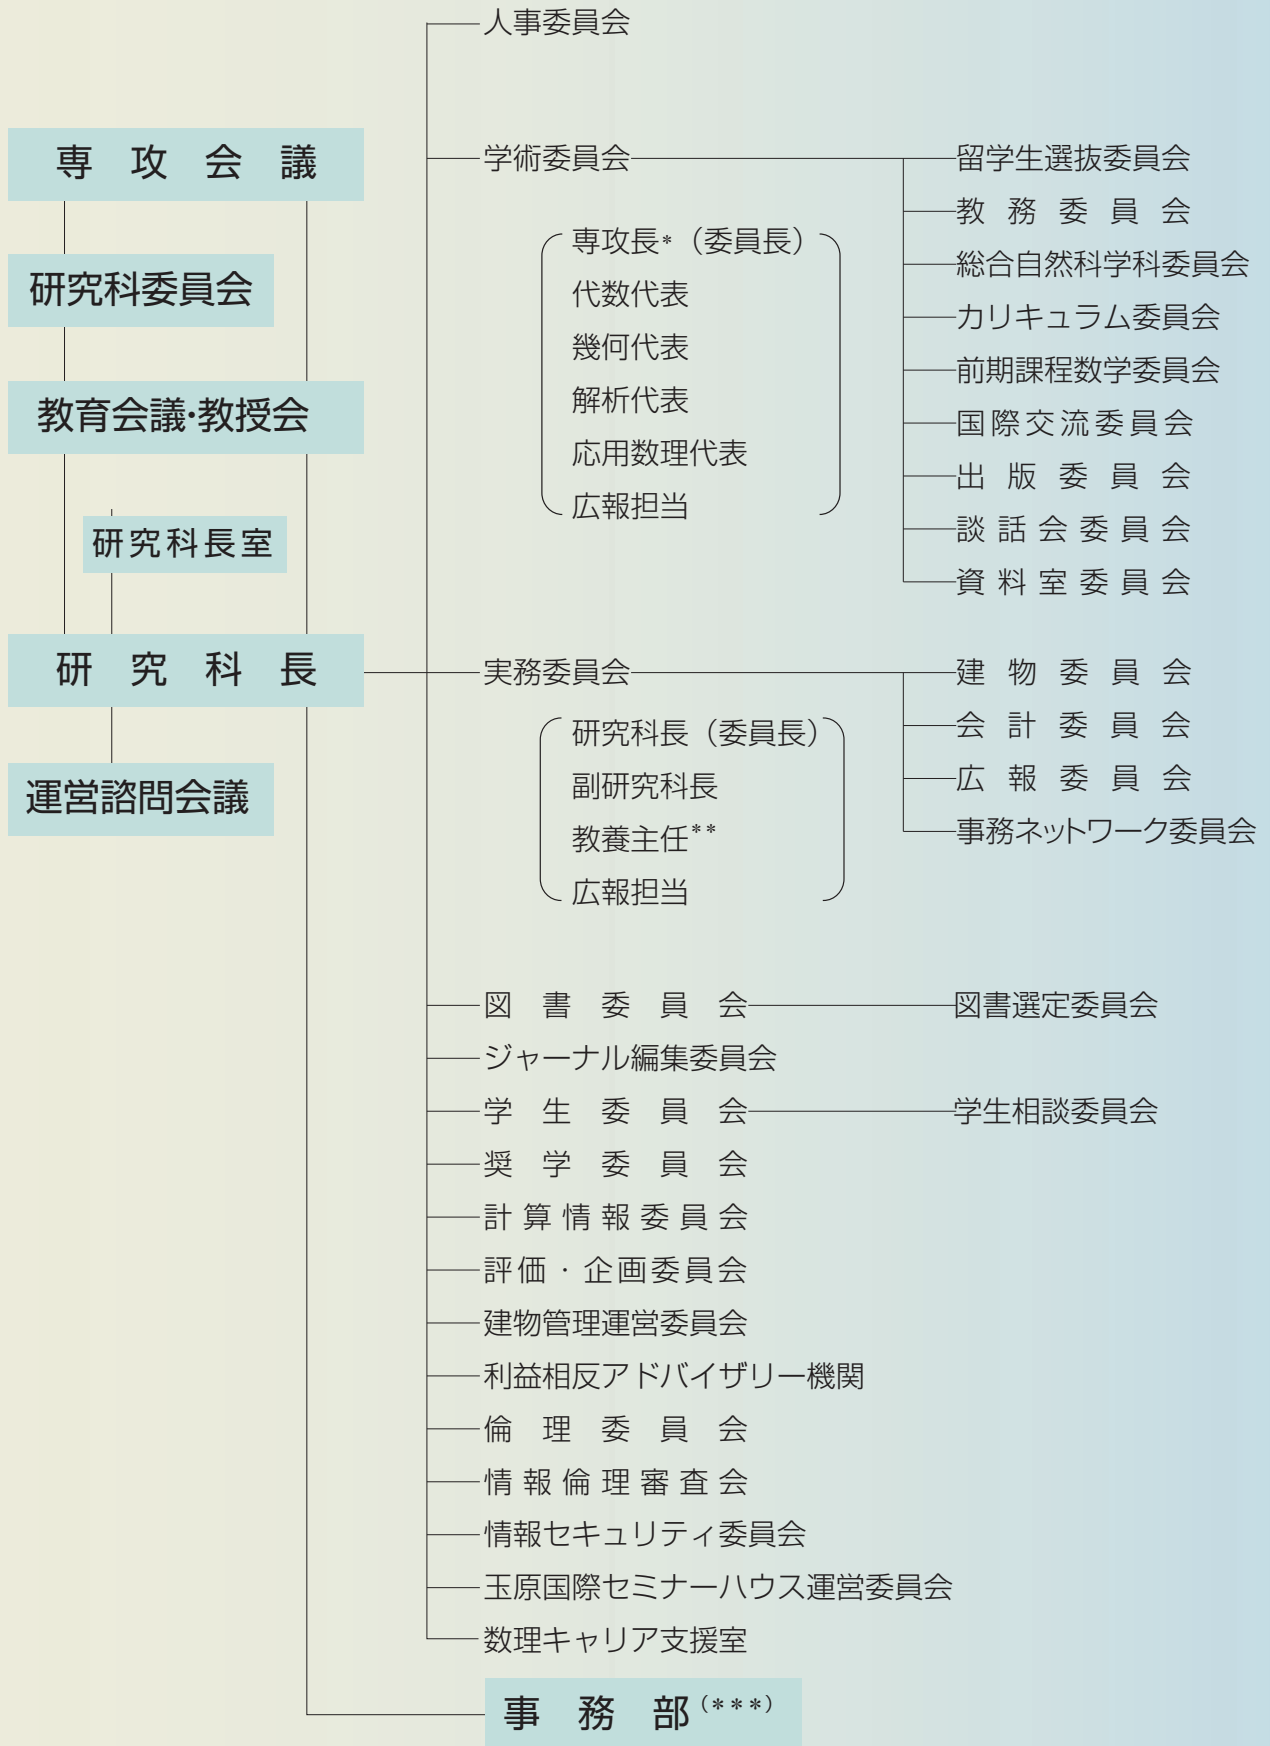 専攻会議
研究科委員会
教育会議・教授会
研究科長室
研究科長
運営諮問会議
人事委員会
学術委員会
専攻長*（委員長）
代数代表
幾何代表
解析代表
応用数理代表
広報担当
留学生選抜委員会
教務委員会
総合自然科学科委員会
カリキュラム委員会
前期課程数学委員会
国際交流委員会
出版委員会
談話会委員会
資料室委員会
実務委員会
研究科長（委員長）
副研究科長
教養主任**
広報担当
建物委員会
会計委員会
広報委員会
事務ネットワーク委員会
図書委員会
図書選定委員会
ジャーナル編集委員会
学生委員会
学生相談委員会
奨学委員会
計算情報委員会
評価・企画委員会
建物管理運営委員会
利益相反アドバイザリー機関
倫理委員会
情報倫理審査会
情報セキュリティ委員会
玉原国際セミナーハウス運営委員会
数理キャリア支援室
事務部(***)